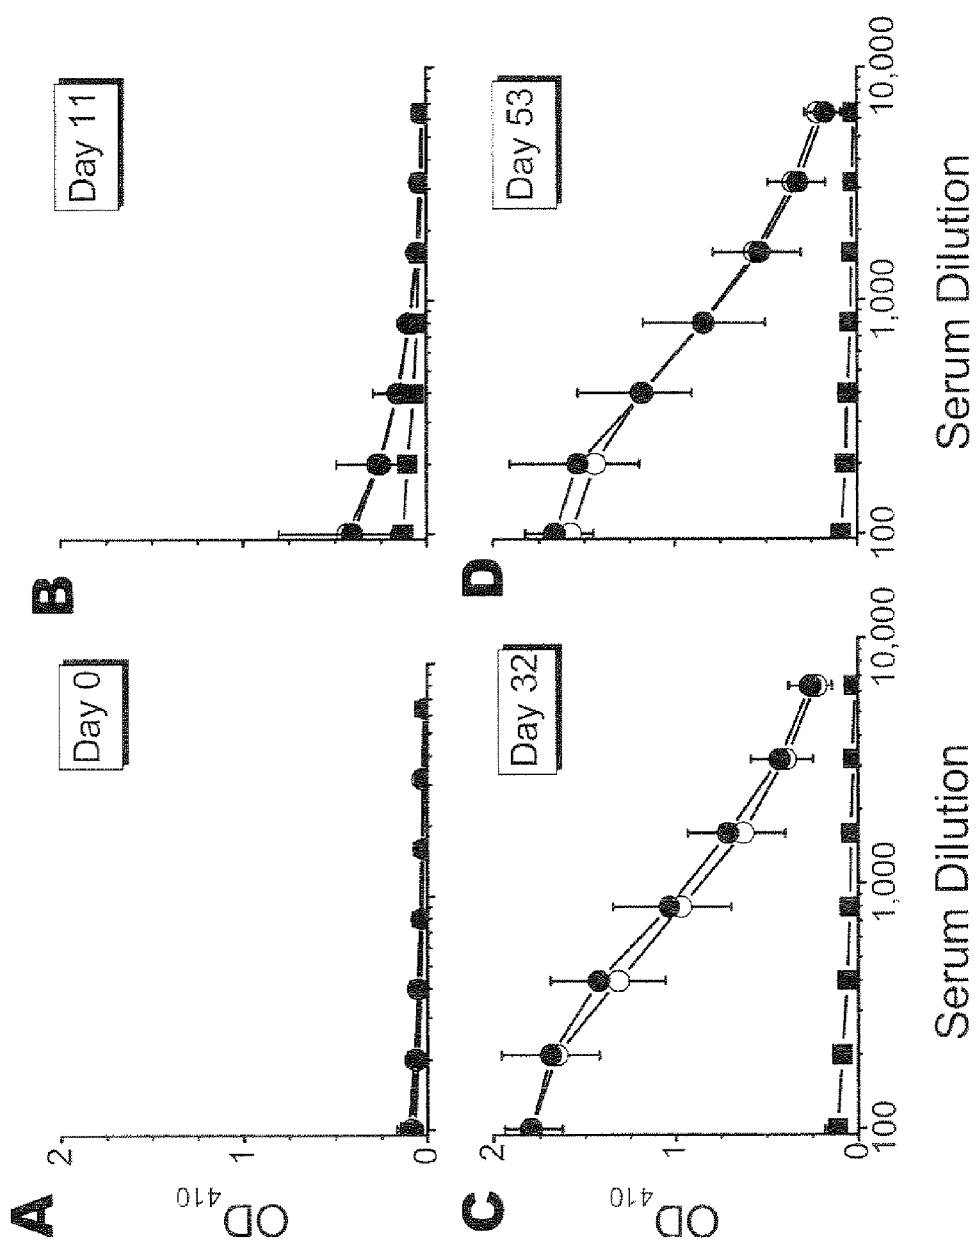 A
Day 0
2
1
0
OD410
B
Day 11
C
Day 32
2
1
0
OD410
100
1,000
10,000
Serum Dilution
D
Day 53
100
1,000
10,000
Serum Dilution